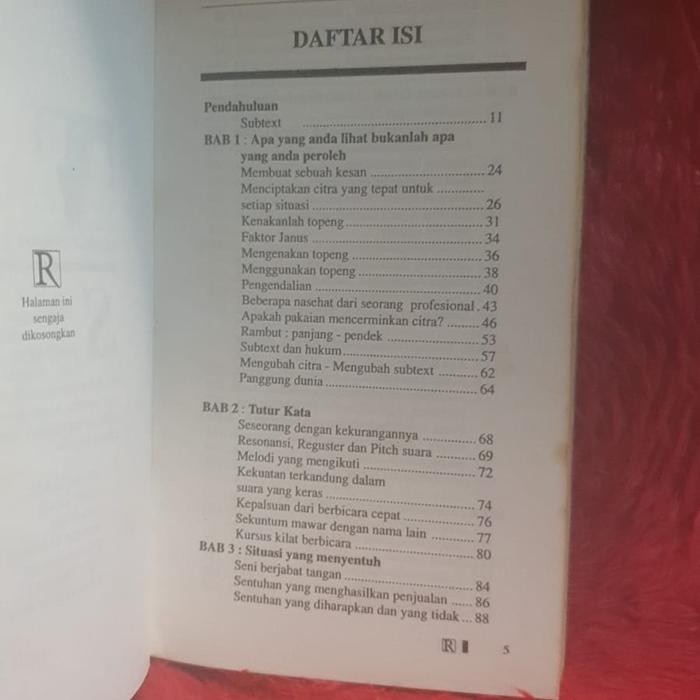 R
Halaman ini
sengaja
dikosongkan
DAFTAR ISI
Pendahuluan
Subtext ................................................ 11
BAB 1 : Apa yang anda lihat bukanlah apa
yang anda peroleh
Membuat sebuah kesan ............................. 24
Menciptakan citra yang tepat untuk ............
setiap situasi ............................................ 26
Kenakanlah topeng ................................... 31
Faktor Janus ............................................ 34
Mengenakan topeng .................................. 36
Menggunakan topeng ................................ 38
Pengendalian ........................................... 40
Beberapa nasehat dari seorang profesional . 43
Apakah pakaian mencerminkan citra? ......... 46
Rambut : panjang - pendek ........................ 53
Subtext dan hukum ................................... 57
Mengubah citra - Mengubah subtext .......... 62
Panggung dunia ....................................... 64
BAB 2 : Tutur Kata
Seseorang dengan kekurangannya .............. 68
Resonansi, Reguster dan Pitch suara .......... 69
Melodi yang mengikuti ............................. 72
Kekuatan terkandung dalam
suara yang keras ...................................... 74
Kepalsuan dari berbicara cepat .................. 76
Sekuntum mawar dengan nama lain ........... 77
Kursus kilat berbicara .............................. 80
BAB 3 : Situasi yang menyentuh
Seni berjabat tangan ................................. 84
Sentuhan yang menghasilkan penjualan ...... 86
Sentuhan yang diharapkan dan yang tidak ... 88
R 5